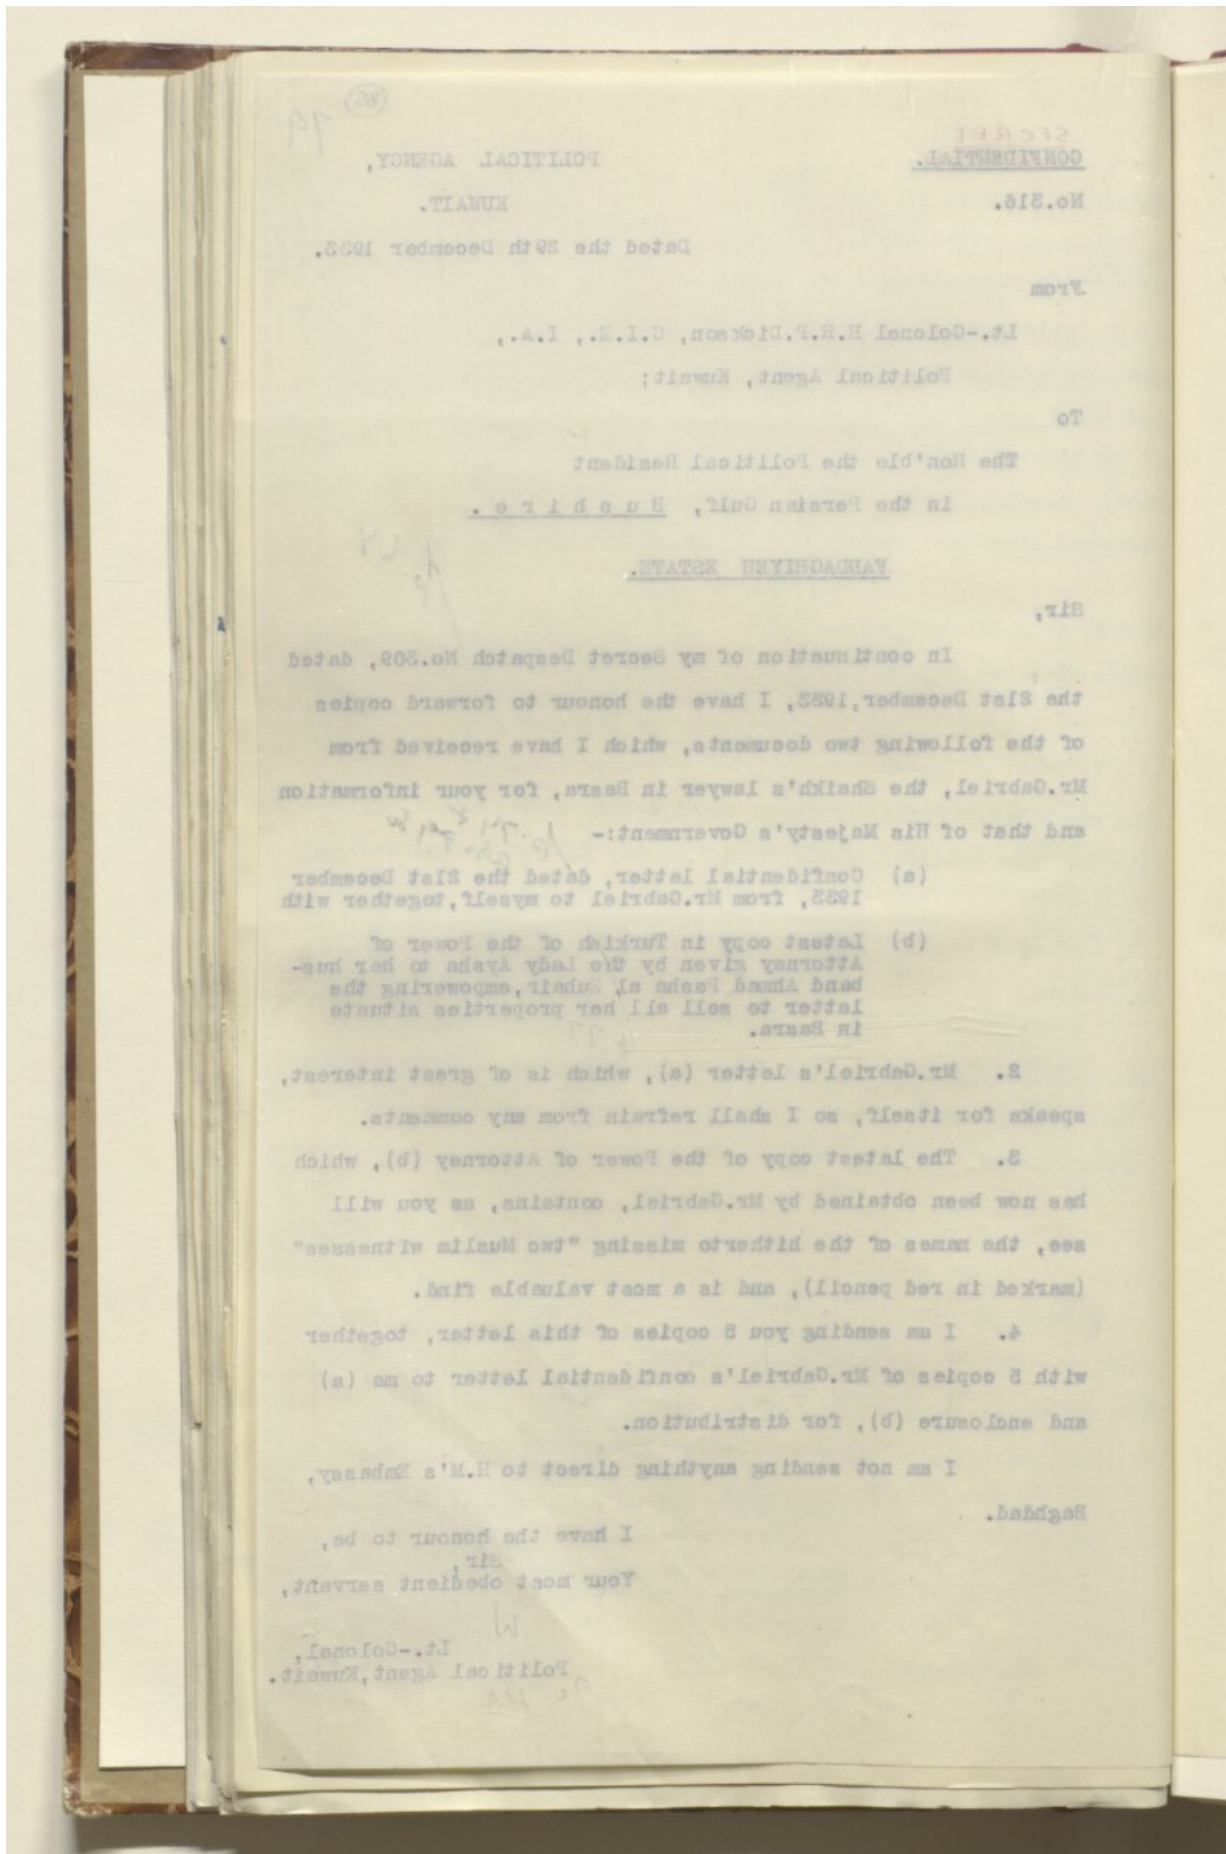 SECRET
CONFIDENTIAL.
POLITICAL AGENCY,
No.316.
KUWAIT.
Dated the 29th December 1933.
From
Lt.-Colonel H.R.P.Dickson, C.I.E., I.A.,
Political Agent, Kuwait;
To
The Hon'ble the Political Resident
in the Persian Gulf, Bushire.
FADDAGHIYEH ESTATE.
Sir,
In continuation of my Secret Despatch No.309, dated
the 21st December,1933, I have the honour to forward copies
of the following two documents, which I have received from
Mr.Gabriel, the Shaikh's lawyer in Basra, for your information
and that of His Majesty's Government:-
(a) Confidential letter, dated the 21st December
1933, from Mr.Gabriel to myself,together with
(b) Latest copy in Turkish of the Power of
Attorney given by the Lady Aysha to her hus-
band Ahmad Pasha al Zuhair,empowering the
latter to sell all her properties situate
in Basra.
2. Mr.Gabriel's letter (a), which is of great interest,
speaks for itself, so I shall refrain from any comments.
3. The latest copy of the Power of Attorney (b), which
has now been obtained by Mr.Gabriel, contains, as you will
see, the names of the hitherto missing "two Muslim witnesses"
(marked in red pencil), and is a most valuable find.
4. I am sending you 5 copies of this letter, together
with 5 copies of Mr.Gabriel's confidential letter to me (a)
and enclosure (b), for distribution.
I am not sending anything direct to H.M's Embassy,
Baghdad.
I have the honour to be,
Sir,
Your most obedient servant,
Lt.-Colonel,
Political Agent,Kuwait.